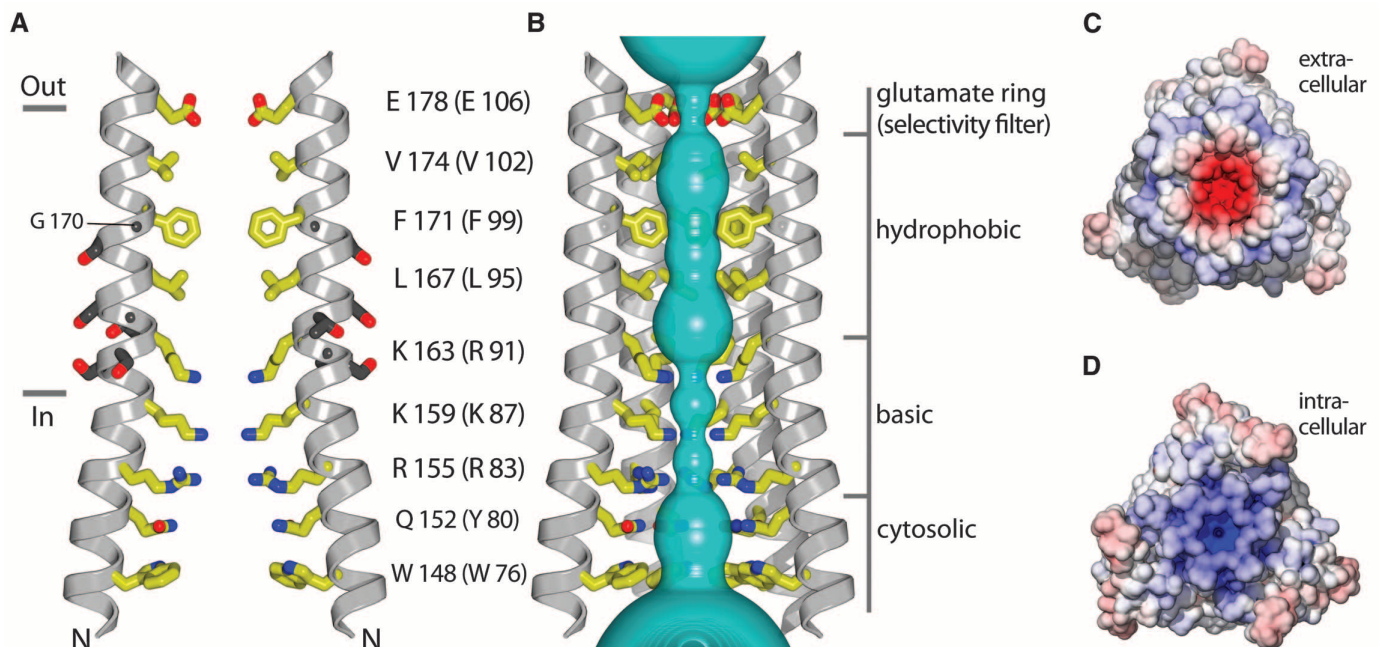 A
B
C
D
Out
In
G 170
N
N
E 178 (E 106)
V 174 (V 102)
F 171 (F 99)
L 167 (L 95)
K 163 (R 91)
K 159 (K 87)
R 155 (R 83)
Q 152 (Y 80)
W 148 (W 76)
glutamate ring
(selectivity filter)
hydrophobic
basic
cytosolic
extra-
cellular
intra-
cellular